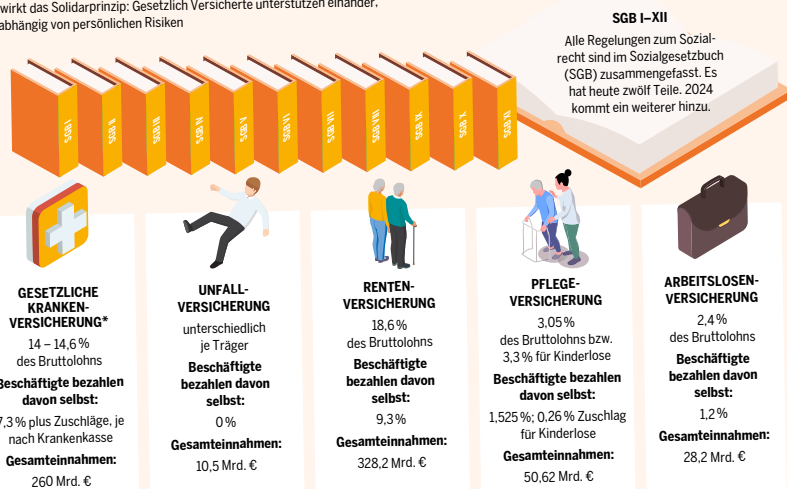 wirkt das Solidarprinzip: Gesetzlich Versicherte unterstützen einander,
abhängig von persönlichen Risiken
SGB I–XII
Alle Regelungen zum Sozial-
recht sind im Sozialgesetzbuch
(SGB) zusammengefasst. Es
hat heute zwölf Teile. 2024
kommt ein weiterer hinzu.
SGB I
SGB II
SGB III
SGB IV
SGB V
SGB VI
SGB VII
SGB VIII
SGB IX
SGB X
SGB XI
GESETZLICHE
KRANKEN-
VERSICHERUNG*
14 – 14,6 %
des Bruttolohns
Beschäftigte bezahlen
davon selbst:
7,3 % plus Zuschläge, je
nach Krankenkasse
Gesamteinnahmen:
260 Mrd. €
UNFALL-
VERSICHERUNG
unterschiedlich
je Träger
Beschäftigte
bezahlen davon
selbst:
0 %
Gesamteinnahmen:
10,5 Mrd. €
RENTEN-
VERSICHERUNG
18,6 %
des Bruttolohns
Beschäftigte
bezahlen davon
selbst:
9,3 %
Gesamteinnahmen:
328,2 Mrd. €
PFLEGE-
VERSICHERUNG
3,05 %
des Bruttolohns bzw.
3,3 % für Kinderlose
Beschäftigte bezahlen
davon selbst:
1,525 %; 0,26 % Zuschlag
für Kinderlose
Gesamteinnahmen:
50,62 Mrd. €
ARBEITSLOSEN-
VERSICHERUNG
2,4 %
des Bruttolohns
Beschäftigte
bezahlen davon
selbst:
1,2 %
Gesamteinnahmen:
28,2 Mrd. €